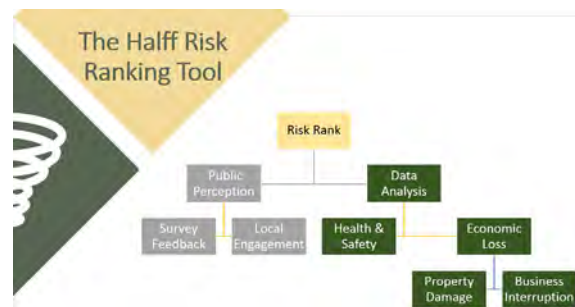 The Halff Risk
Ranking Tool
Risk Rank
Public
Perception
Data
Analysis
Survey
Feedback
Local
Engagement
Health &
Safety
Economic
Loss
Property
Damage
Business
Interruption